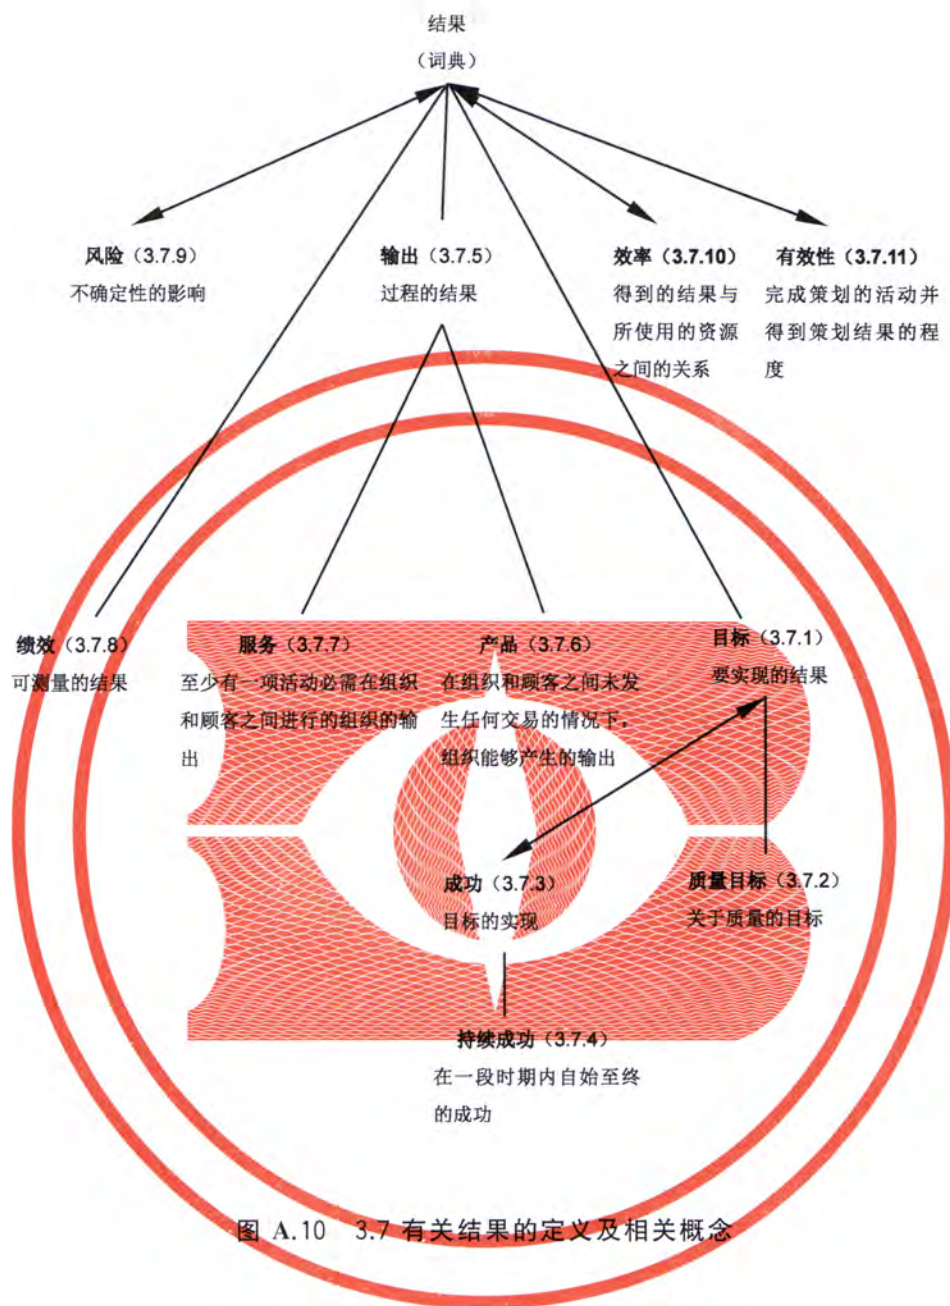 结果
（词典）
风险（3.7.9）
不确定性的影响
输出（3.7.5）
过程的结果
效率（3.7.10）
得到的结果与
所使用的资源
之间的关系
有效性（3.7.11）
完成策划的活动并
得到策划结果的程
度
绩效（3.7.8）
可测量的结果
服务（3.7.7）
至少有一项活动必需在组织
和顾客之间进行的组织的输
出
产品（3.7.6）
在组织和顾客之间未发
生任何交易的情况下，
组织能够产生的输出
目标（3.7.1）
要实现的结果
成功（3.7.3）
目标的实现
质量目标（3.7.2）
关于质量的目标
持续成功（3.7.4）
在一段时期内自始至终
的成功
图 A.10 3.7 有关结果的定义及相关概念